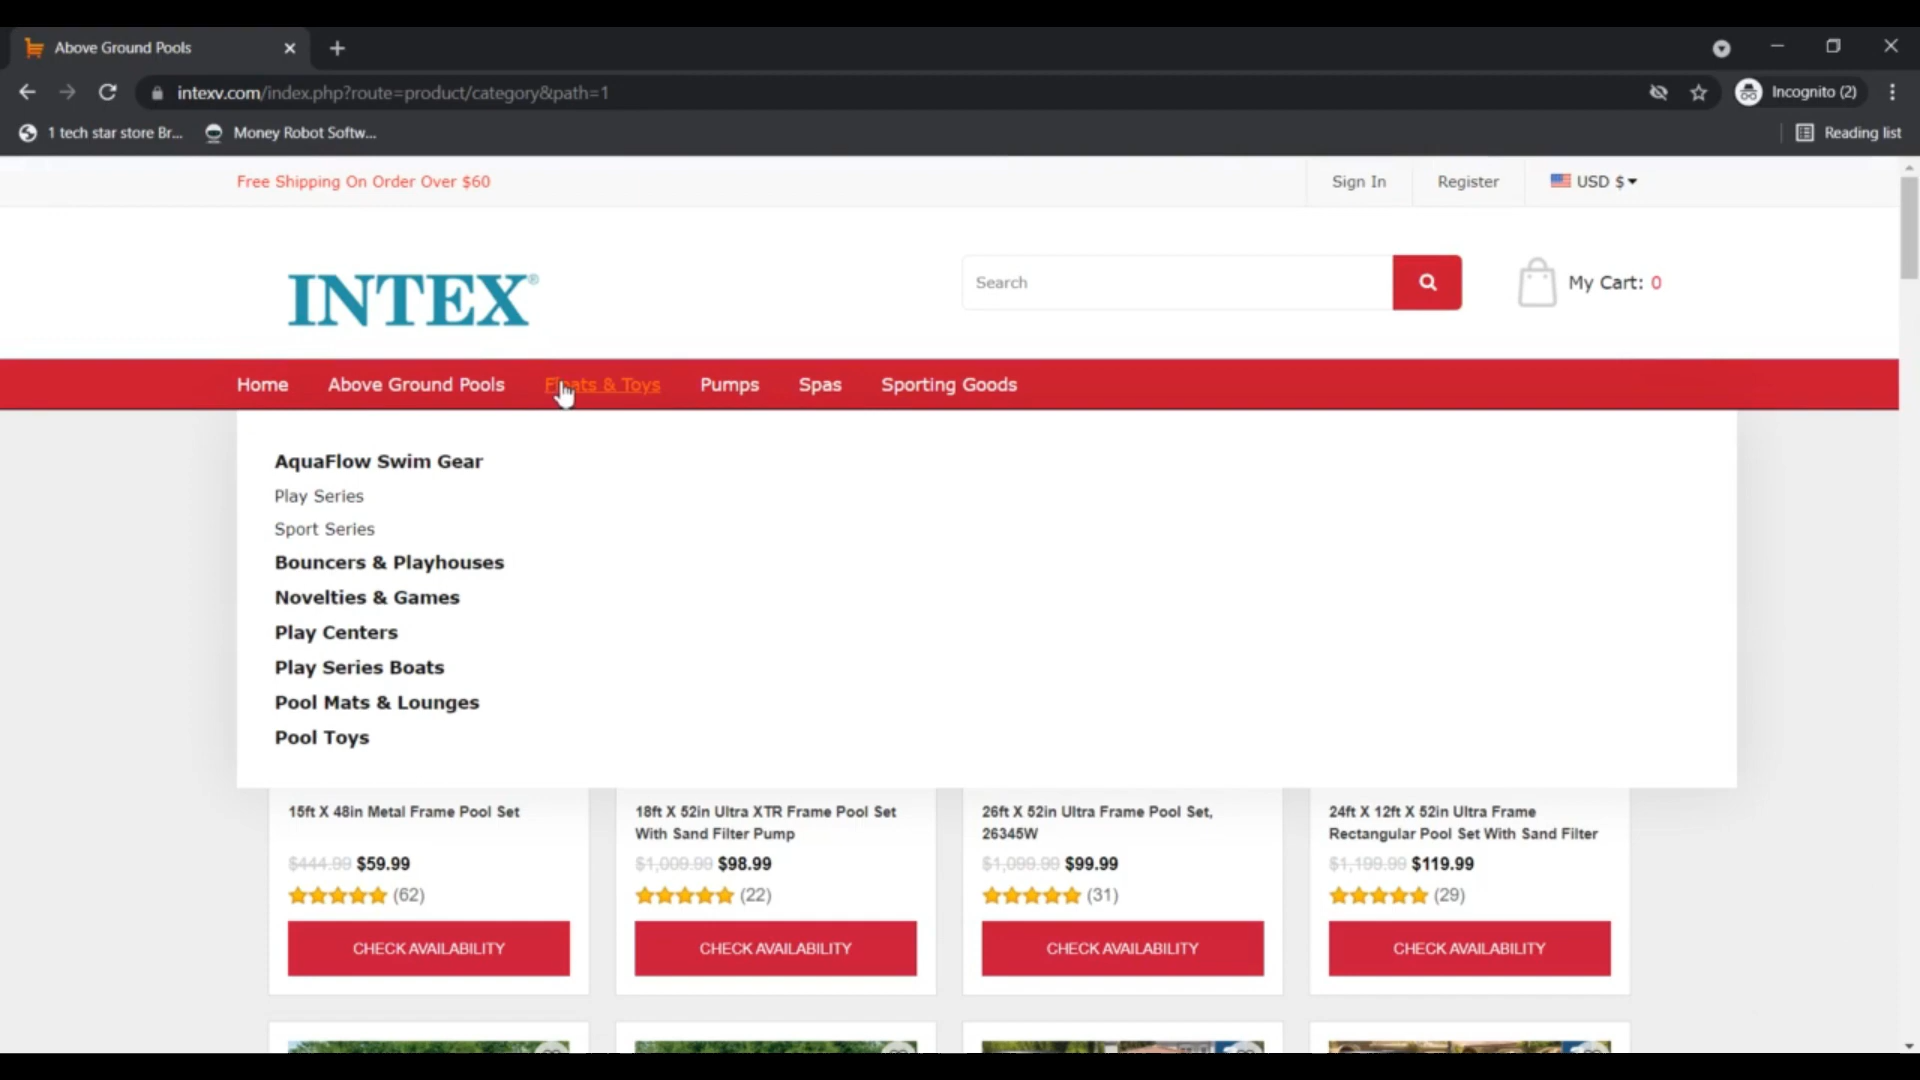 Above Ground Pools
intexv.com/index.php?route=product/category&path=1
Incognito (2)
1 tech star store Br...
Money Robot Softw...
Reading list
Free Shipping On Order Over $60
Sign In
Register
USD $
INTEX®
Search
My Cart: 0
Home
Above Ground Pools
Floats & Toys
Pumps
Spas
Sporting Goods
AquaFlow Swim Gear
Play Series
Sport Series
Bouncers & Playhouses
Novelties & Games
Play Centers
Play Series Boats
Pool Mats & Lounges
Pool Toys
15ft X 48in Metal Frame Pool Set
$444.99 $59.99
(62)
CHECK AVAILABILITY
18ft X 52in Ultra XTR Frame Pool Set
With Sand Filter Pump
$1,009.99 $98.99
(22)
CHECK AVAILABILITY
26ft X 52in Ultra Frame Pool Set,
26345W
$1,099.99 $99.99
(31)
CHECK AVAILABILITY
24ft X 12ft X 52in Ultra Frame
Rectangular Pool Set With Sand Filter
$1,199.99 $119.99
(29)
CHECK AVAILABILITY